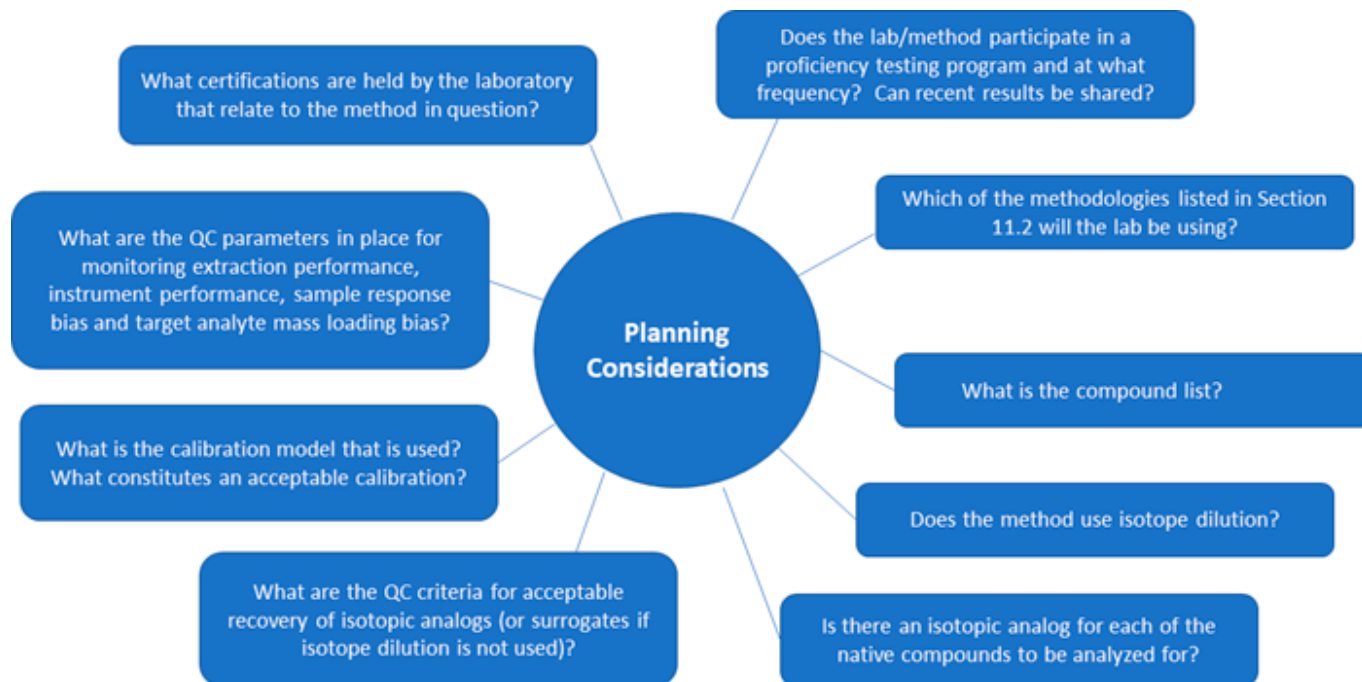 What certifications are held by the laboratory
that relate to the method in question?
Does the lab/method participate in a
proficiency testing program and at what
frequency? Can recent results be shared?
What are the QC parameters in place for
monitoring extraction performance,
instrument performance, sample response
bias and target analyte mass loading bias?
Which of the methodologies listed in Section
11.2 will the lab be using?
Planning
Considerations
What is the compound list?
What is the calibration model that is used?
What constitutes an acceptable calibration?
Does the method use isotope dilution?
What are the QC criteria for acceptable
recovery of isotopic analogs (or surrogates if
isotope dilution is not used)?
Is there an isotopic analog for each of the
native compounds to be analyzed for?